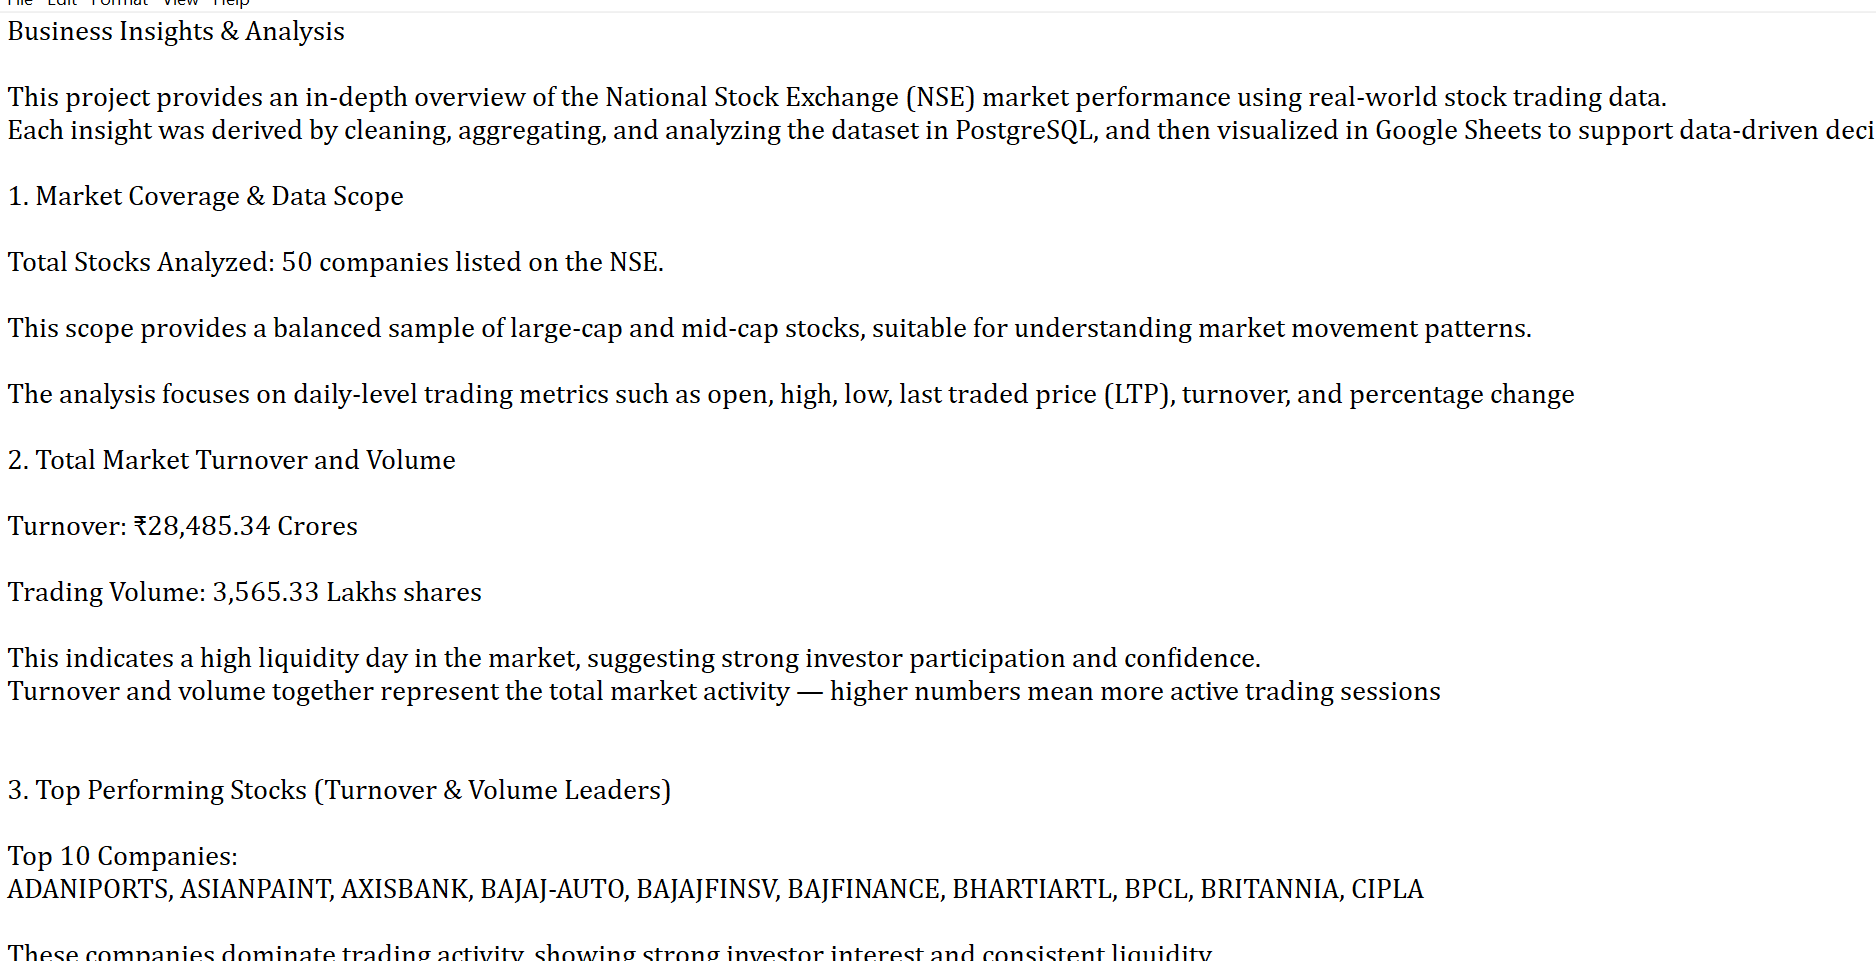 File Edit Format View Help
Business Insights & Analysis
This project provides an in-depth overview of the National Stock Exchange (NSE) market performance using real-world stock trading data.
Each insight was derived by cleaning, aggregating, and analyzing the dataset in PostgreSQL, and then visualized in Google Sheets to support data-driven deci
1. Market Coverage & Data Scope
Total Stocks Analyzed: 50 companies listed on the NSE.
This scope provides a balanced sample of large-cap and mid-cap stocks, suitable for understanding market movement patterns.
The analysis focuses on daily-level trading metrics such as open, high, low, last traded price (LTP), turnover, and percentage change
2. Total Market Turnover and Volume
Turnover: ₹28,485.34 Crores
Trading Volume: 3,565.33 Lakhs shares
This indicates a high liquidity day in the market, suggesting strong investor participation and confidence.
Turnover and volume together represent the total market activity — higher numbers mean more active trading sessions
3. Top Performing Stocks (Turnover & Volume Leaders)
Top 10 Companies:
ADANIPORTS, ASIANPAINT, AXISBANK, BAJAJ-AUTO, BAJAJFINSV, BAJFINANCE, BHARTIARTL, BPCL, BRITANNIA, CIPLA
These companies dominate trading activity, showing strong investor interest and consistent liquidity